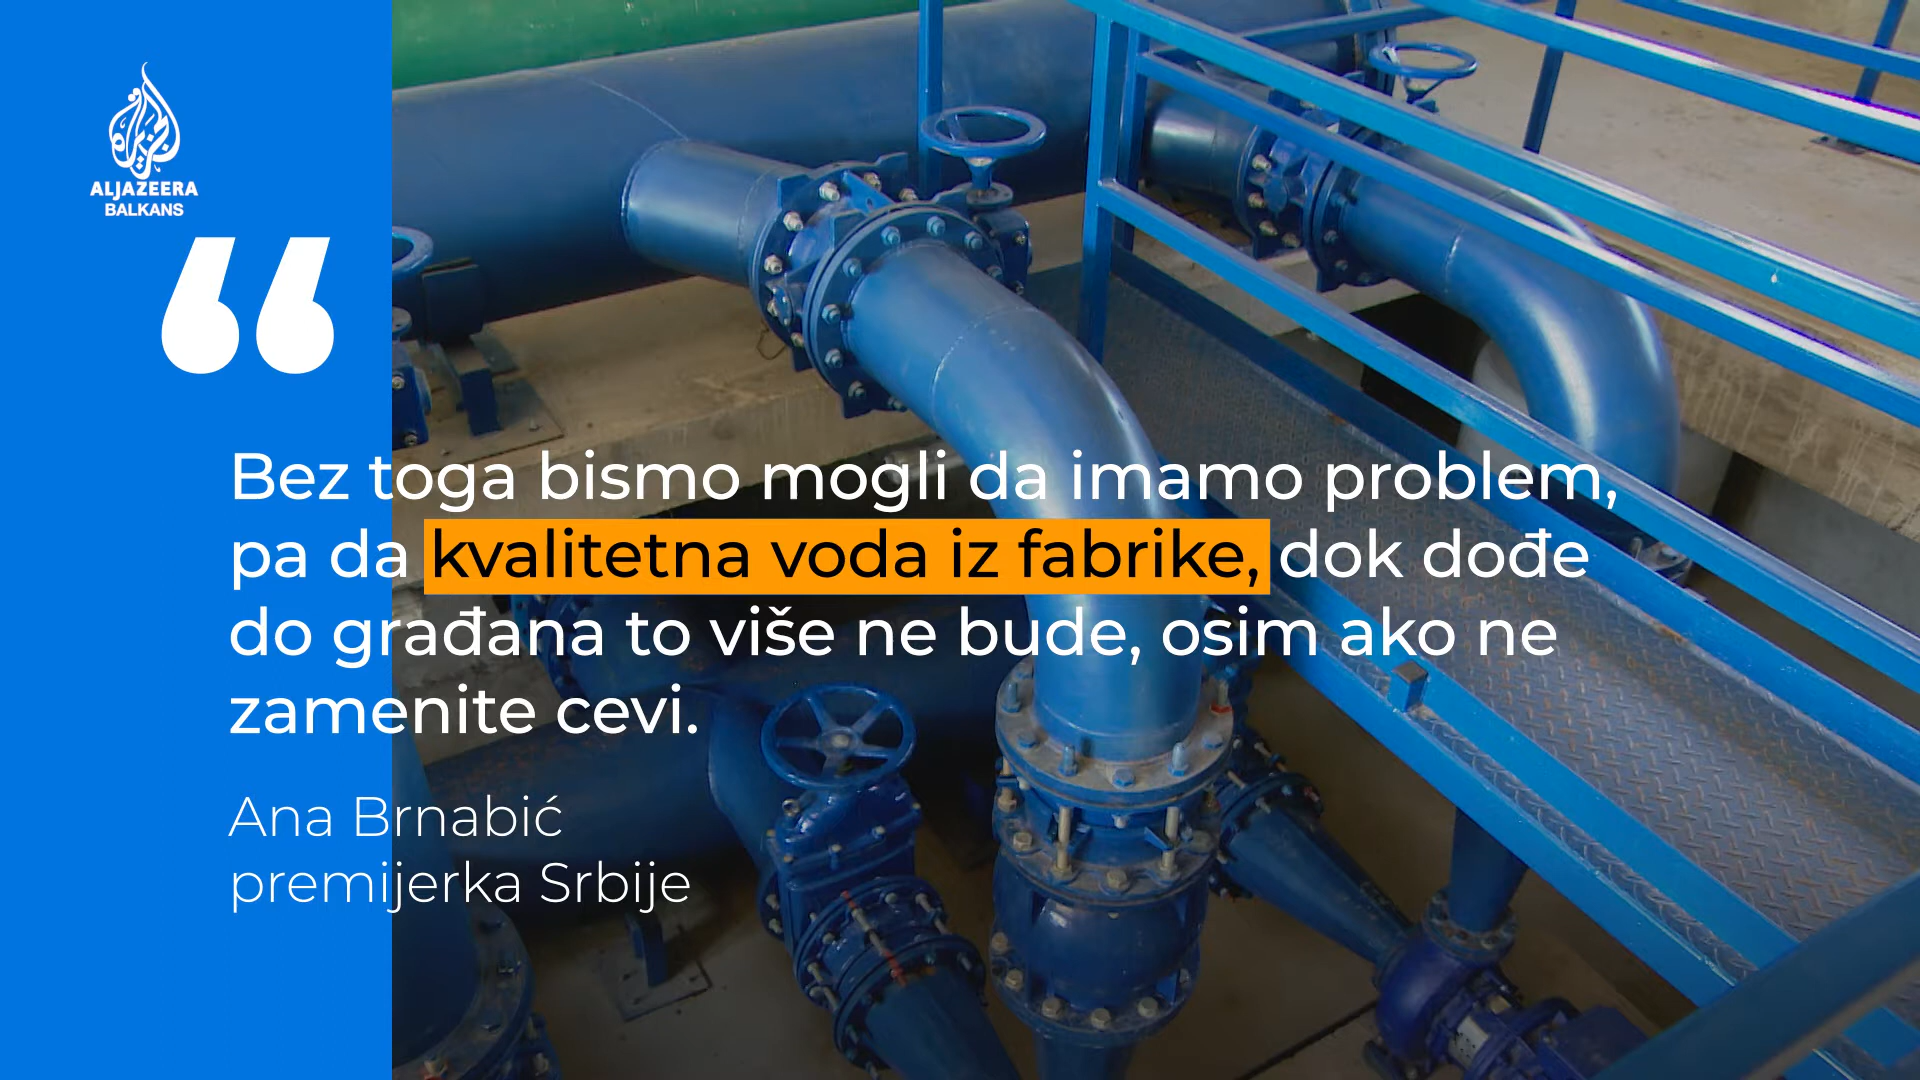 الجزيرة
ALJAZEERA
BALKANS
“
Bez toga bismo mogli da imamo problem,
pa da kvalitetna voda iz fabrike, dok dođe
do građana to više ne bude, osim ako ne
zamenite cevi.
Ana Brnabić
premijerka Srbije